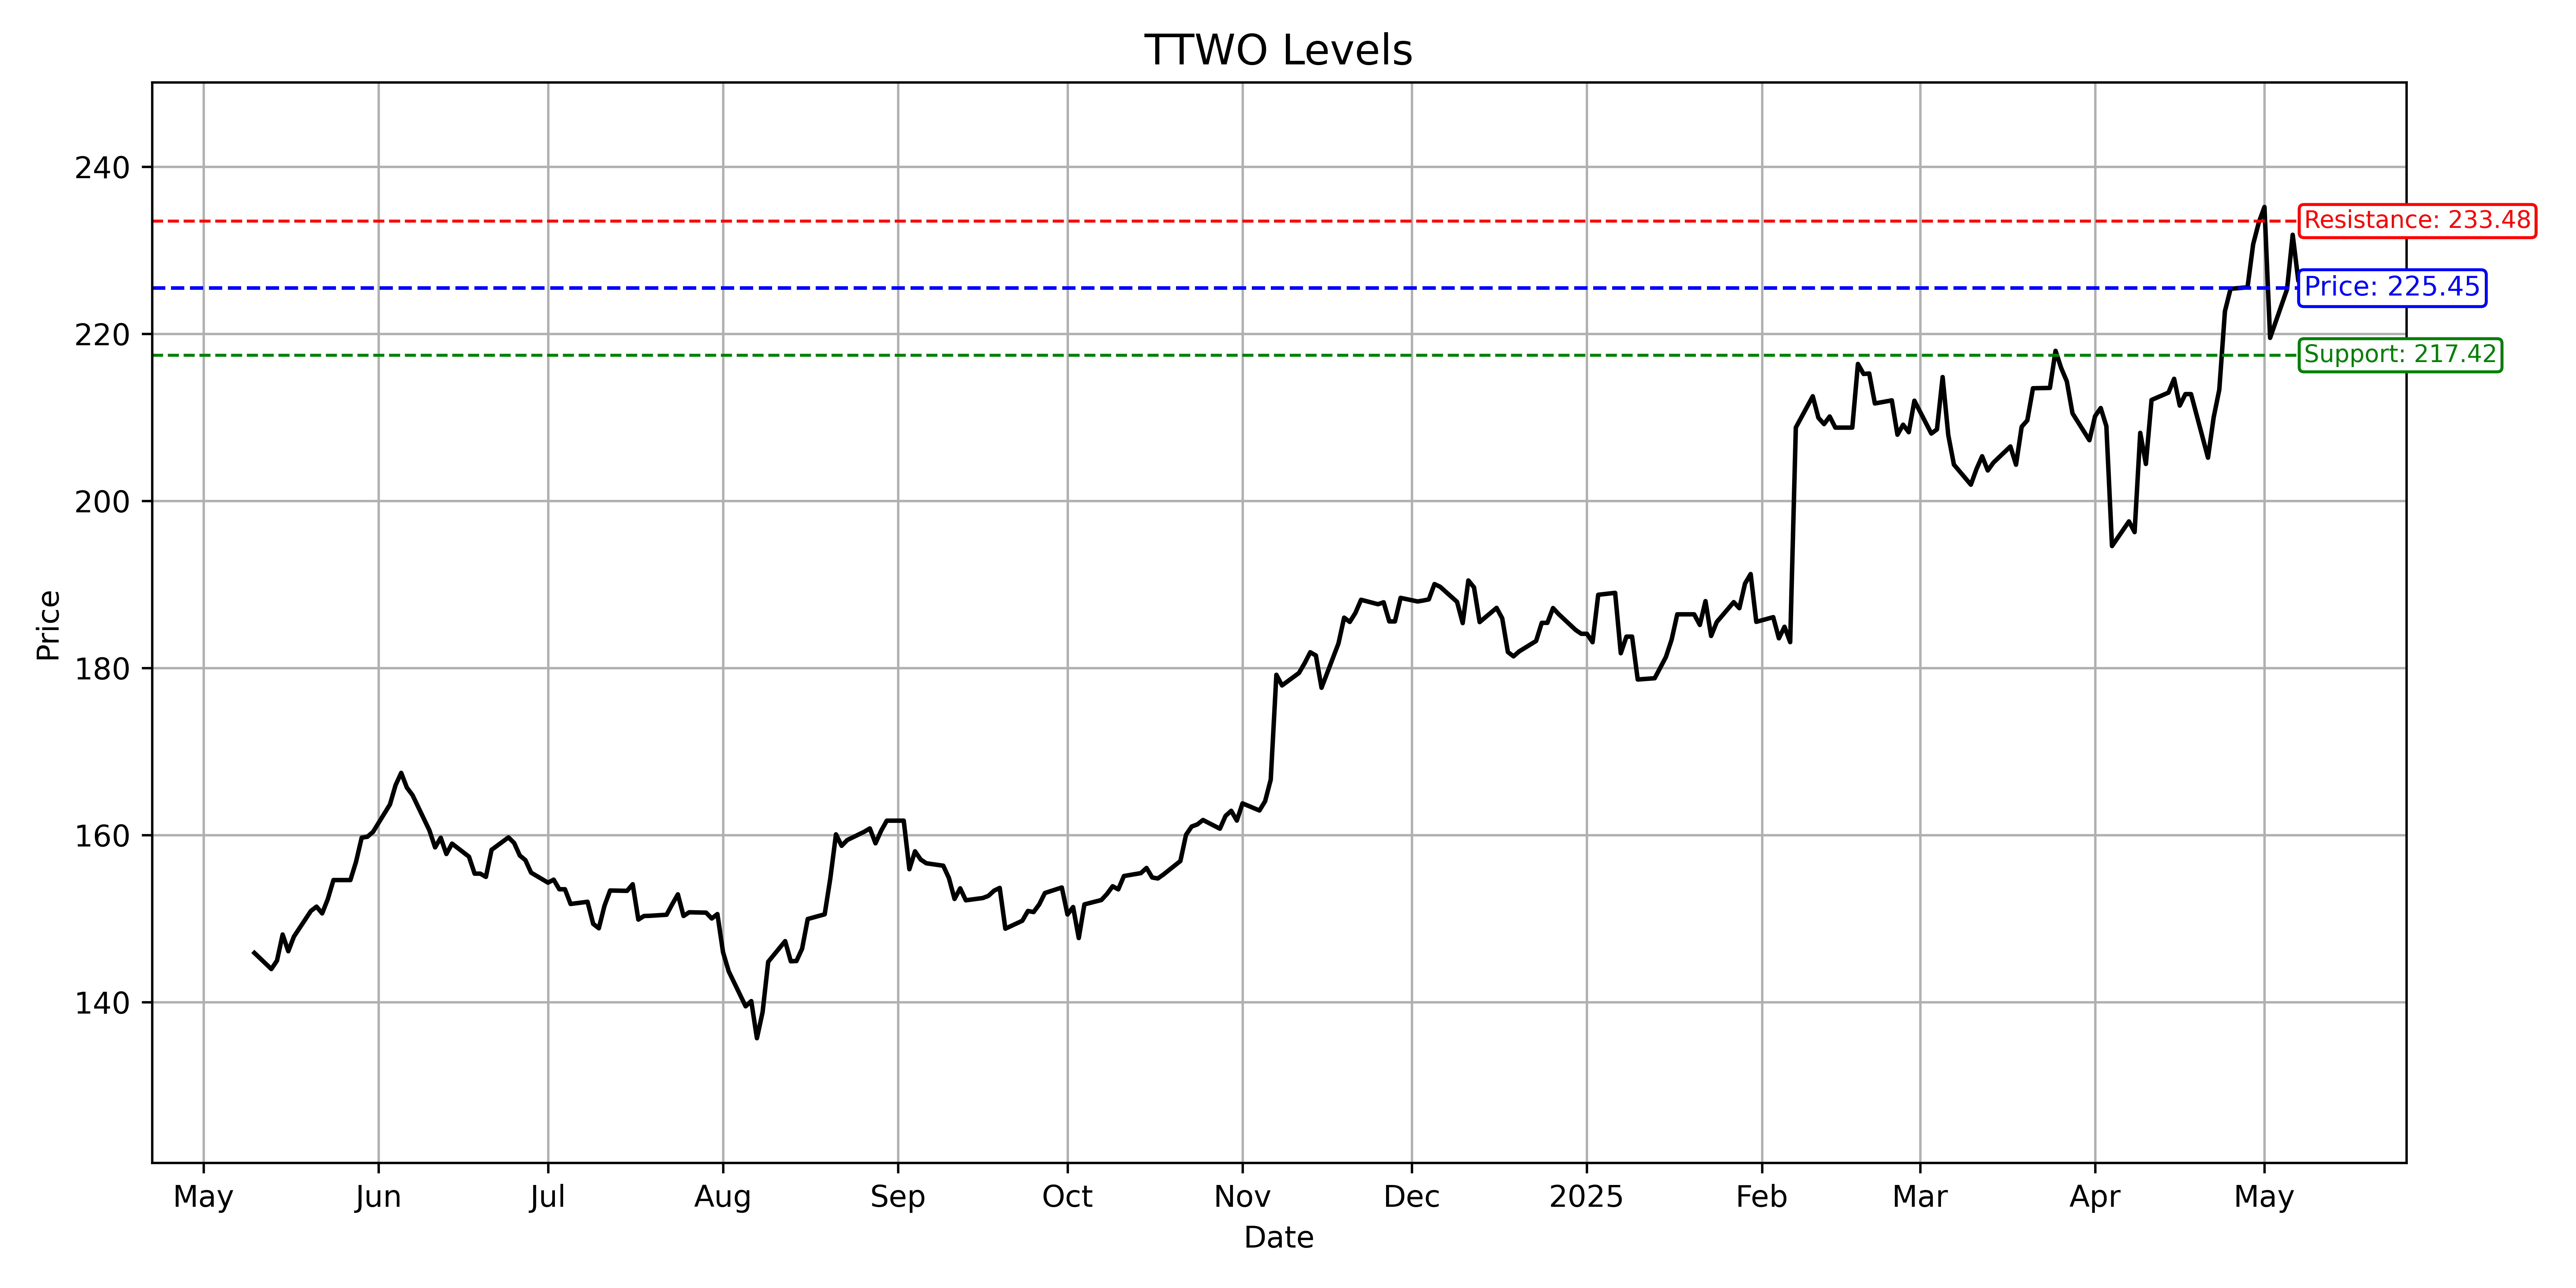 TTWO Levels
240
220
200
180
160
140
Price
Resistance: 233.48
Price: 225.45
Support: 217.42
May Jun Jul Aug Sep Oct Nov Dec 2025 Feb Mar Apr May
Date